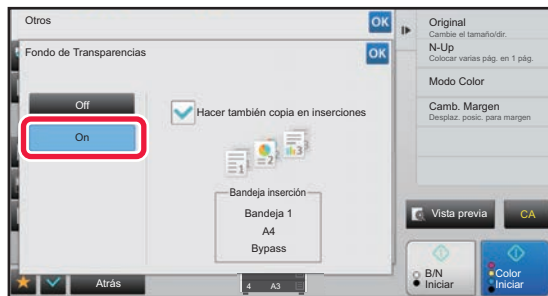 Otros
OK
Fondo de Transparencias
OK
Off
On
Hacer también copia en inserciones
1
2
3
Bandeja inserción
Bandeja 1
A4
Bypass
Atrás
4
A3
Original
Cambie el tamaño/dir.
N-Up
Colocar varias pág. en 1 pág.
Modo Color
Camb. Margen
Desplaz. posic. para margen
Vista previa
CA
B/N
Iniciar
Color
Iniciar